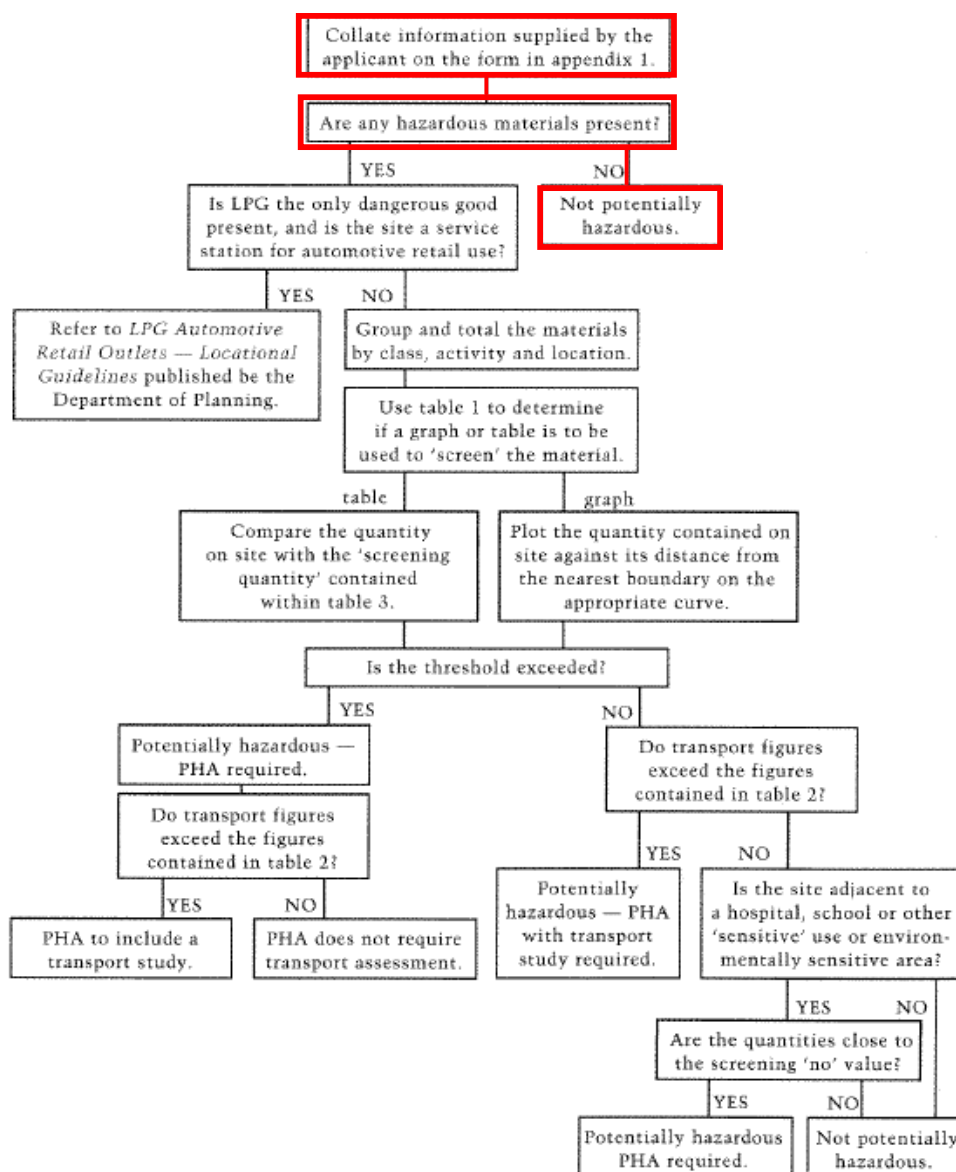 Collate information supplied by the
applicant on the form in appendix 1.
Are any hazardous materials present?
YES
NO
Is LPG the only dangerous good
present, and is the site a service
station for automotive retail use?
Not potentially
hazardous.
YES
NO
Refer to LPG Automotive
Retail Outlets — Locational
Guidelines published be the
Department of Planning.
Group and total the materials
by class, activity and location.
Use table 1 to determine
if a graph or table is to be
used to 'screen' the material.
table
graph
Compare the quantity
on site with the 'screening
quantity' contained
within table 3.
Plot the quantity contained on
site against its distance from
the nearest boundary on the
appropriate curve.
Is the threshold exceeded?
YES
NO
Potentially hazardous —
PHA required.
Do transport figures
exceed the figures
contained in table 2?
Do transport figures
exceed the figures
contained in table 2?
YES
NO
YES
NO
PHA to include a
transport study.
PHA does not require
transport assessment.
Potentially
hazardous — PHA
with transport
study required.
Is the site adjacent to
a hospital, school or other
'sensitive' use or environ-
mentally sensitive area?
YES
NO
Are the quantities close to
the screening 'no' value?
YES
NO
Potentially hazardous
PHA required.
Not potentially
hazardous.